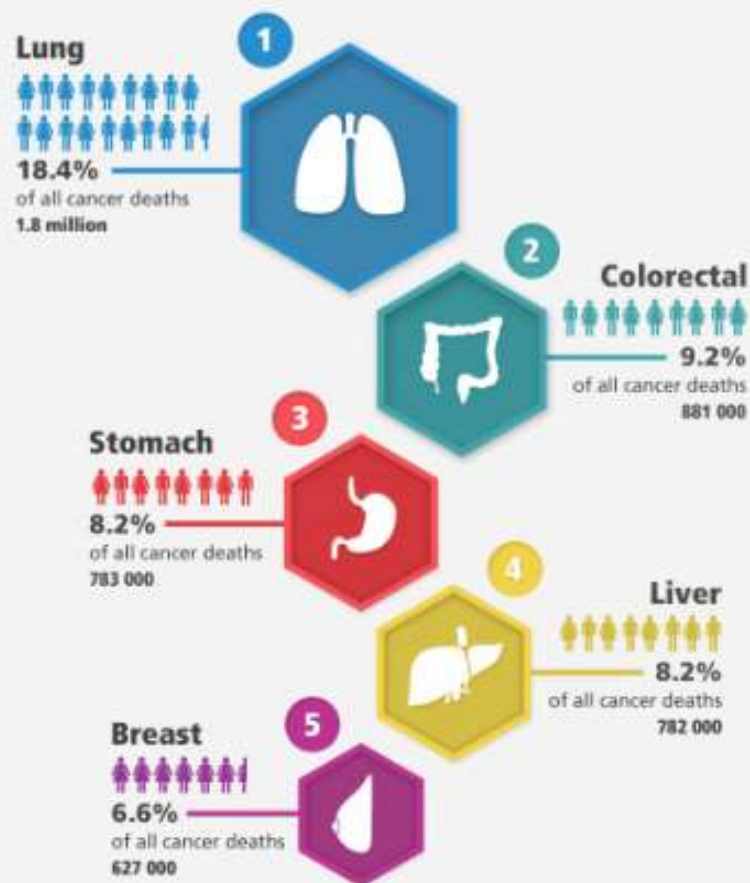 1
Lung
18.4%
of all cancer deaths
1.8 million
2
Colorectal
9.2%
of all cancer deaths
881 000
3
Stomach
8.2%
of all cancer deaths
783 000
4
Liver
8.2%
of all cancer deaths
782 000
5
Breast
6.6%
of all cancer deaths
627 000